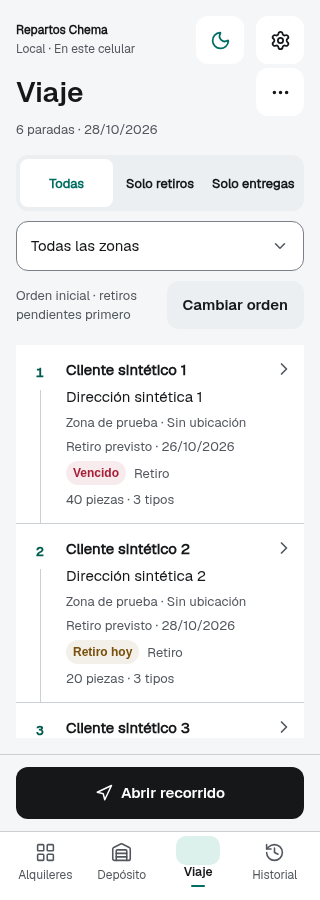 Repartos Chema
Local · En este celular
Viaje
6 paradas · 28/10/2026
Todas
Solo retiros
Solo entregas
Todas las zonas
Orden inicial · retiros
pendientes primero
Cambiar orden
1
Cliente sintético 1
Dirección sintética 1
Zona de prueba · Sin ubicación
Retiro previsto · 26/10/2026
Vencido
Retiro
40 piezas · 3 tipos
2
Cliente sintético 2
Dirección sintética 2
Zona de prueba · Sin ubicación
Retiro previsto · 28/10/2026
Retiro hoy
Retiro
20 piezas · 3 tipos
3
Cliente sintético 3
Abrir recorrido
Alquileres
Depósito
Viaje
Historial